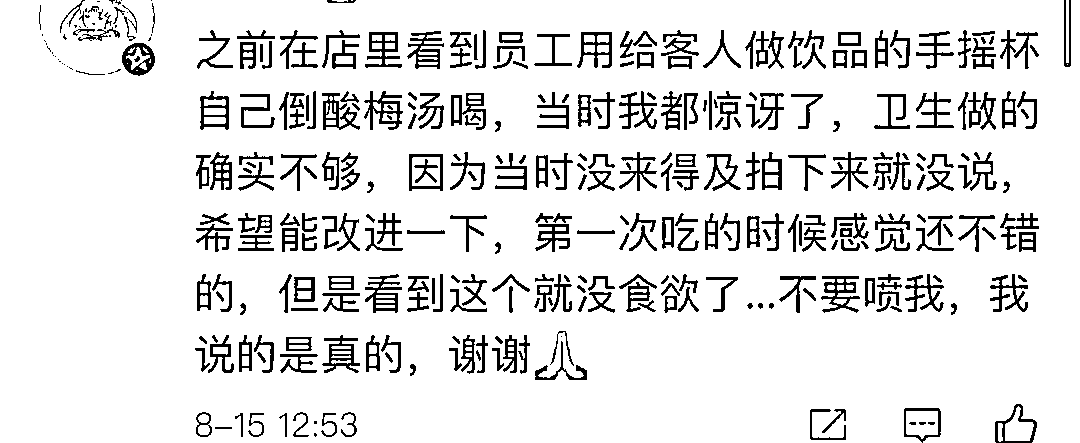 之前在店里看到员工用给客人做饮品的手摇杯
自己倒酸梅汤喝，当时我都惊讶了，卫生做的
确实不够，因为当时没来得及拍下来就没说，
希望能改进一下，第一次吃的时候感觉还不错
的，但是看到这个就没食欲了...不要喷我，我
说的是真的，谢谢🙏
8-15 12:53